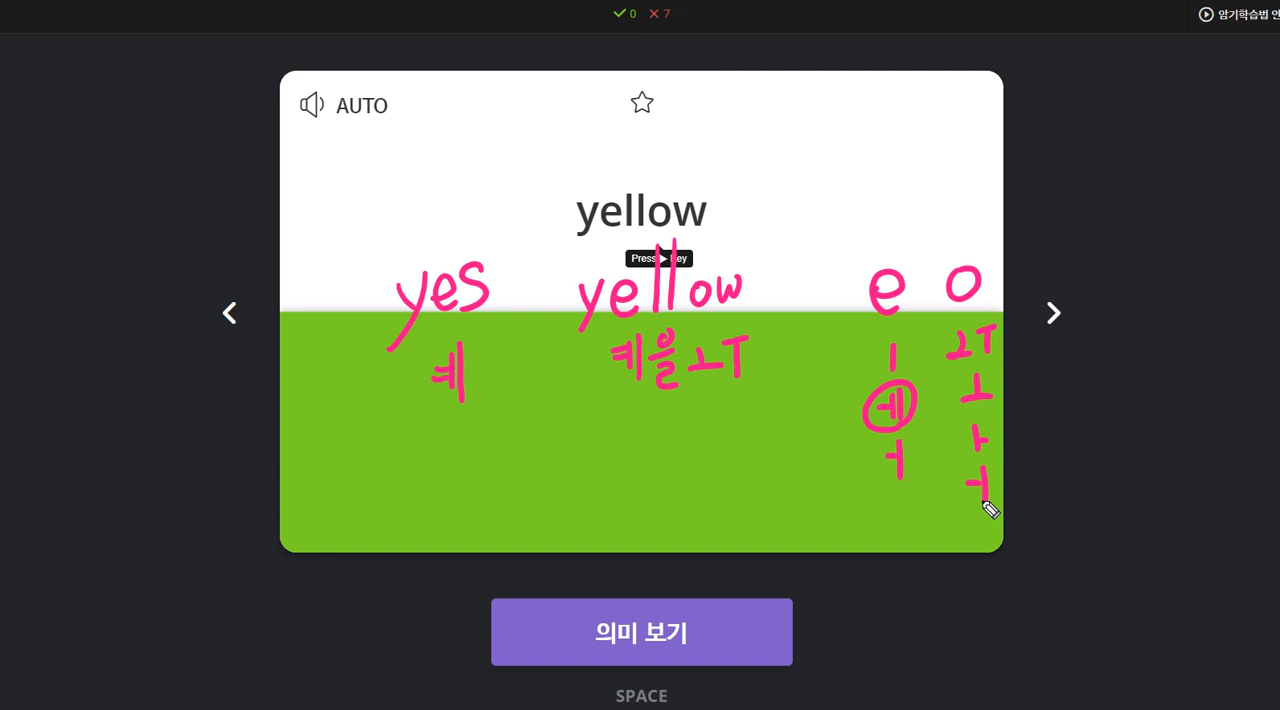 0 7
암기학습법 안
AUTO
yellow
Press ▶ Key
yes yellow e o
ㅖ ㅖ을ㅗㅜ ㅣ ㅗㅜ
ㅔ ㅗ
ㅓ ㅏ
ㅓ
의미 보기
SPACE